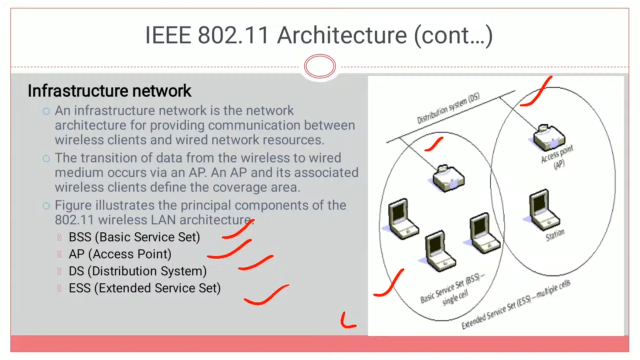 IEEE 802.11 Architecture (cont...)
Infrastructure network
An infrastructure network is the network
architecture for providing communication between
wireless clients and wired network resources.
The transition of data from the wireless to wired
medium occurs via an AP. An AP and its associated
wireless clients define the coverage area.
Figure illustrates the principal components of the
802.11 wireless LAN architecture
BSS (Basic Service Set)
AP (Access Point)
DS (Distribution System)
ESS (Extended Service Set)
Distribution system (DS)
Access point
(AP)
Station
Basic Service Set (BSS)—
single cell
Extended Service Set (ESS)—multiple cells